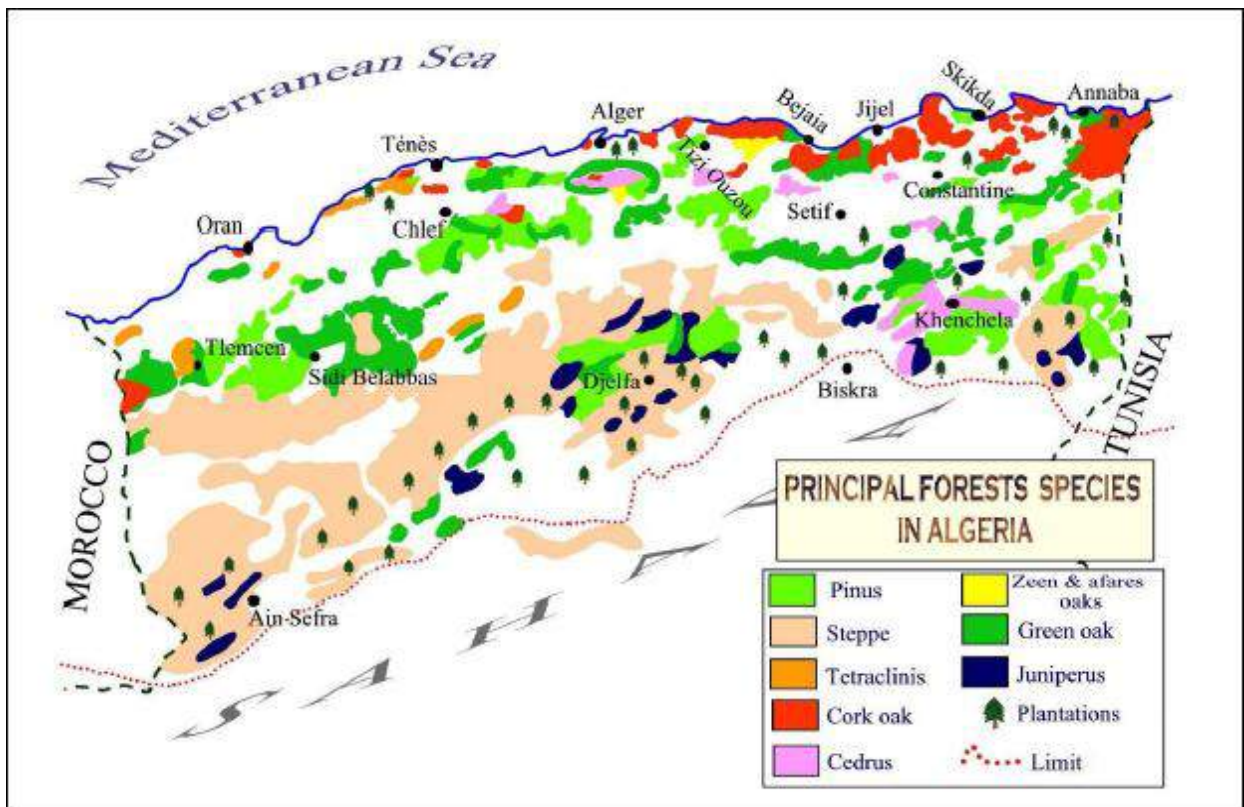 Mediterranean Sea
Skikda
Annaba
Jijel
Bejaia
Alger
Tizi Ouzou
Ténès
Constantine
Setif
Chlef
Oran
Khenchela
Tlemcen
Sidi Belabbas
Djelfa
Biskra
MOROCCO
TUNISIA
SAHARA
Ain-Sefra
PRINCIPAL FORESTS SPECIES
IN ALGERIA
Pinus
Zeen & afares
oaks
Steppe
Green oak
Tetraclinis
Juniperus
Cork oak
Plantations
Cedrus
Limit